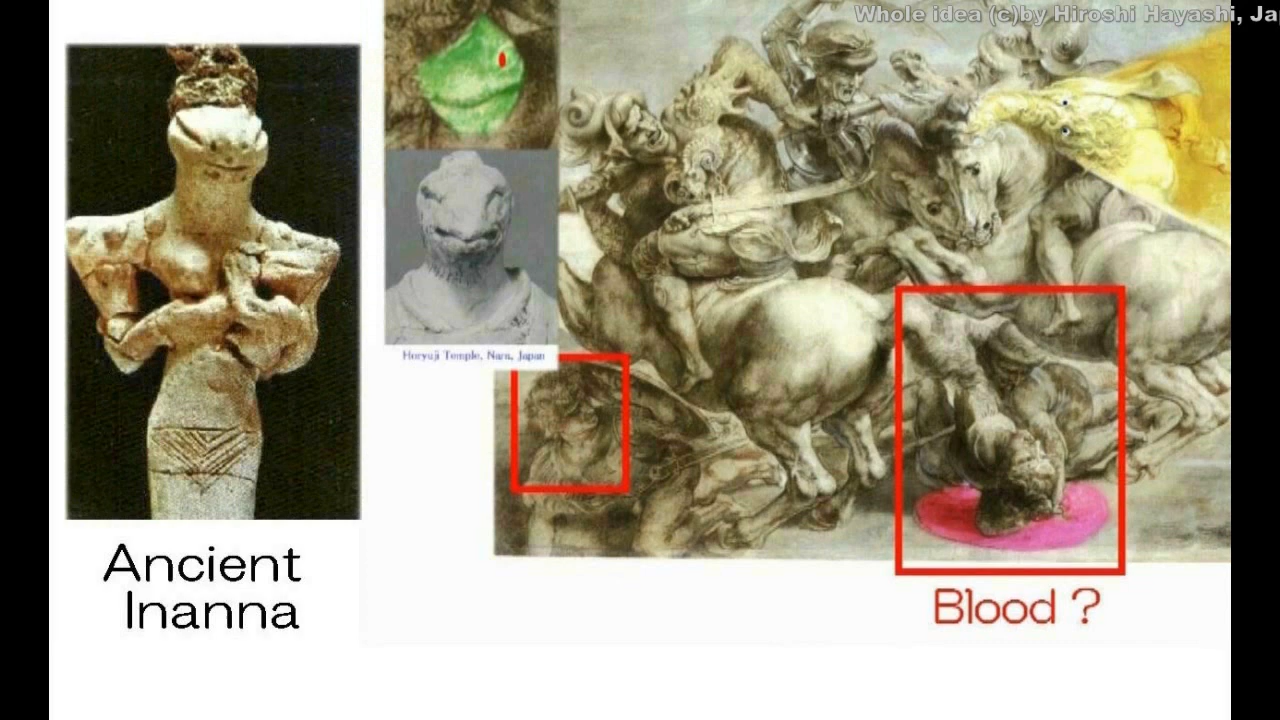 Whole idea (c)by Hiroshi Hayashi, Ja
Horyuji Temple, Nara, Japan
Ancient
Inanna
Blood ?